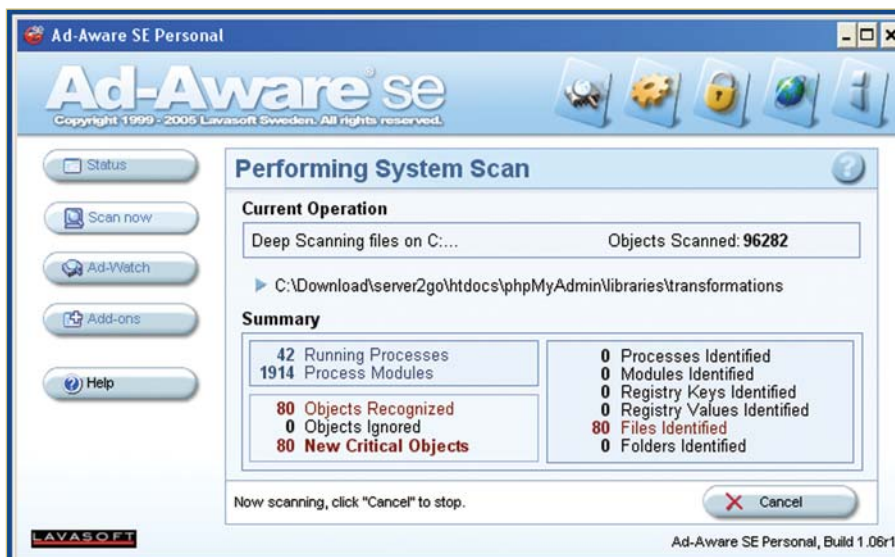 Ad-Aware SE Personal
Ad-Aware® se
Copyright 1999 - 2005 Lavasoft Sweden. All rights reserved.
Status
Scan now
Ad-Watch
Add-ons
Help
Performing System Scan
?
Current Operation
Deep Scanning files on C:... Objects Scanned: 96282
C:\Download\server2go\htdocs\phpMyAdmin\libraries\transformations
Summary
42 Running Processes
1914 Process Modules
80 Objects Recognized
0 Objects Ignored
80 New Critical Objects
0 Processes Identified
0 Modules Identified
0 Registry Keys Identified
0 Registry Values Identified
80 Files Identified
0 Folders Identified
Now scanning, click "Cancel" to stop.
Cancel
LAVASOFT
Ad-Aware SE Personal, Build 1.06r1